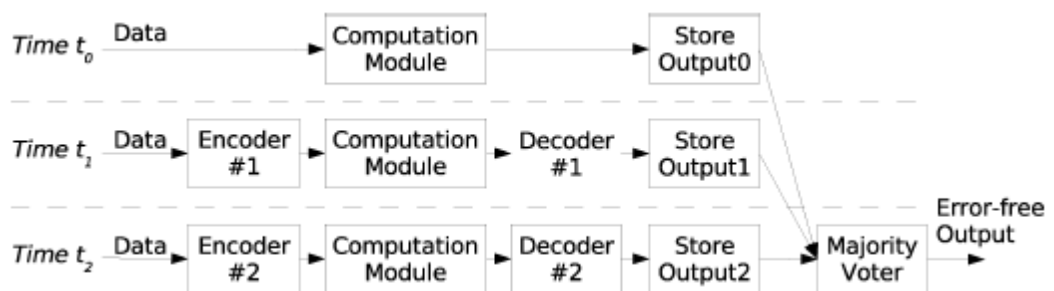 Time t0 Data Computation Module Store Output0
Time t1 Data Encoder #1 Computation Module Decoder #1 Store Output1
Time t2 Data Encoder #2 Computation Module Decoder #2 Store Output2 Majority Voter Error-free Output